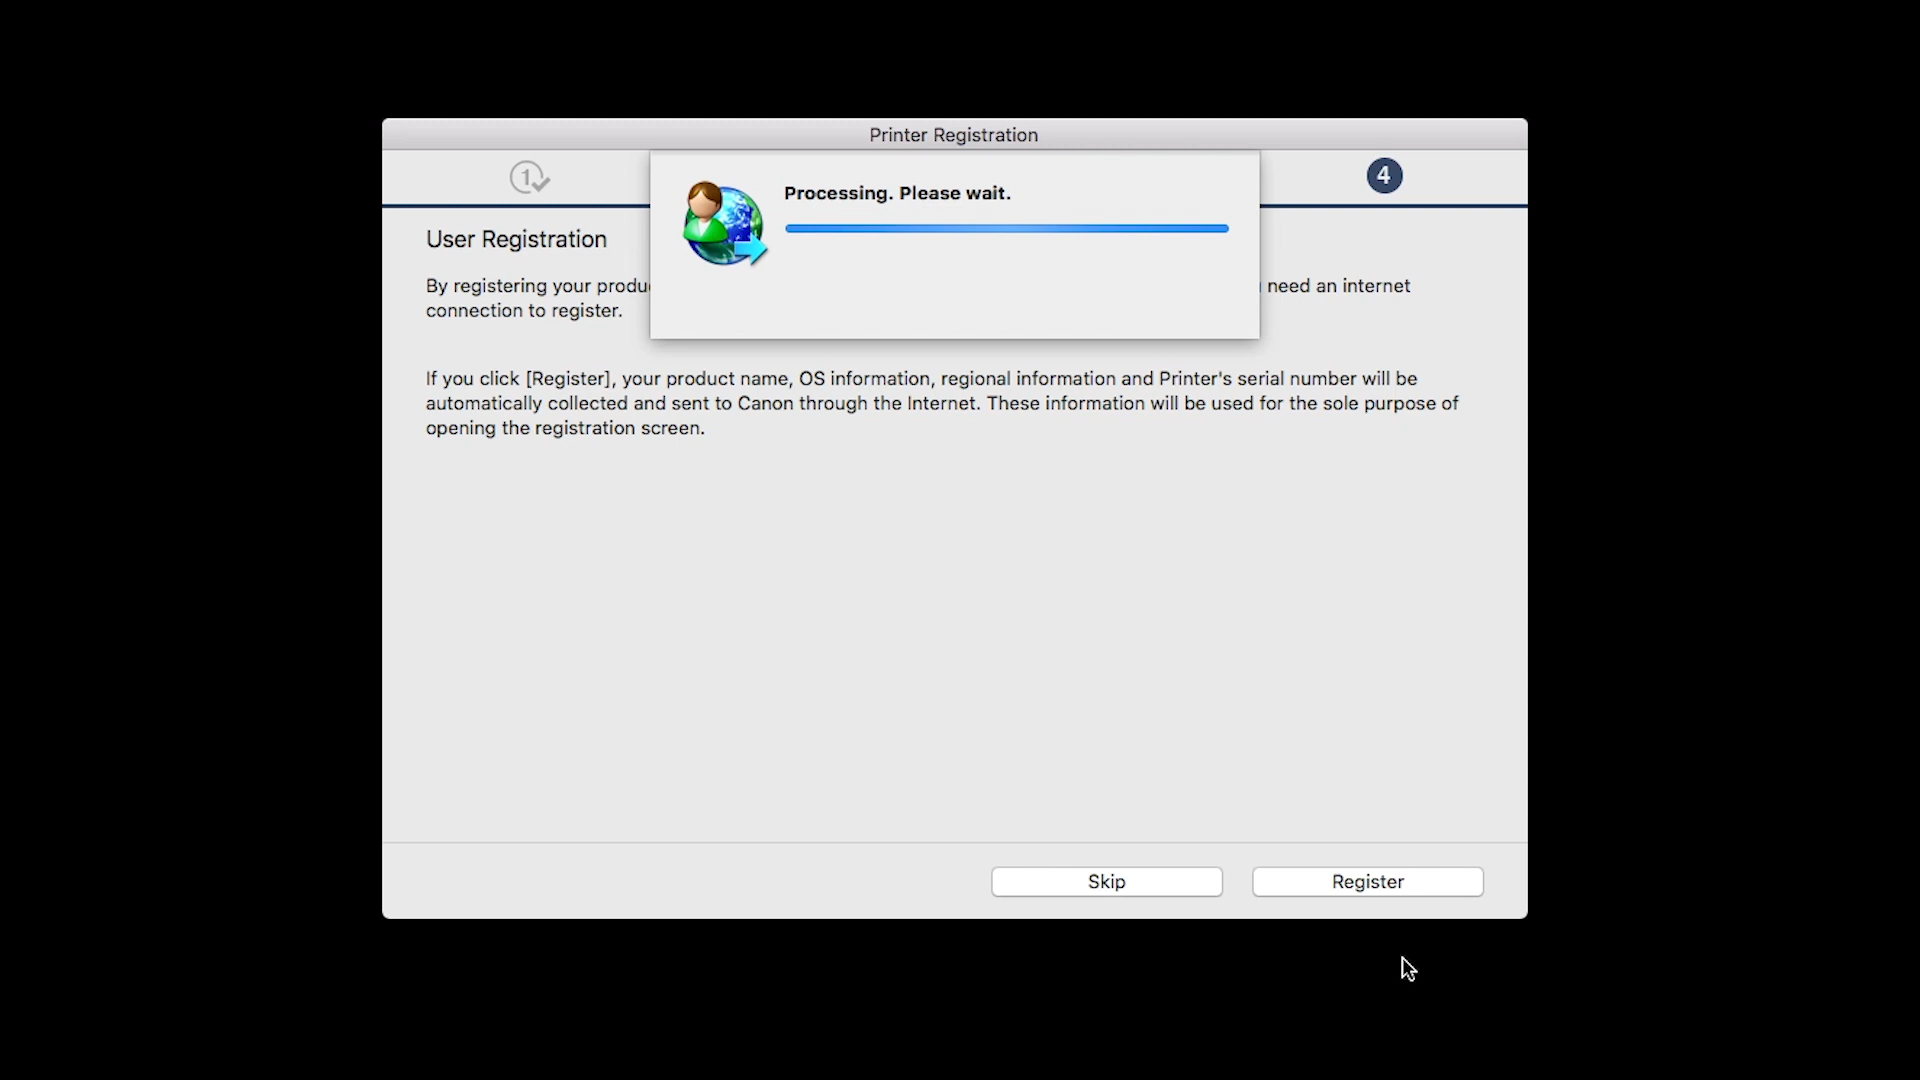 Printer Registration
1
4
Processing. Please wait.
User Registration
By registering your need an internet
connection to register.
If you click [Register], your product name, OS information, regional information and Printer's serial number will be
automatically collected and sent to Canon through the Internet. These information will be used for the sole purpose of
opening the registration screen.
Skip
Register